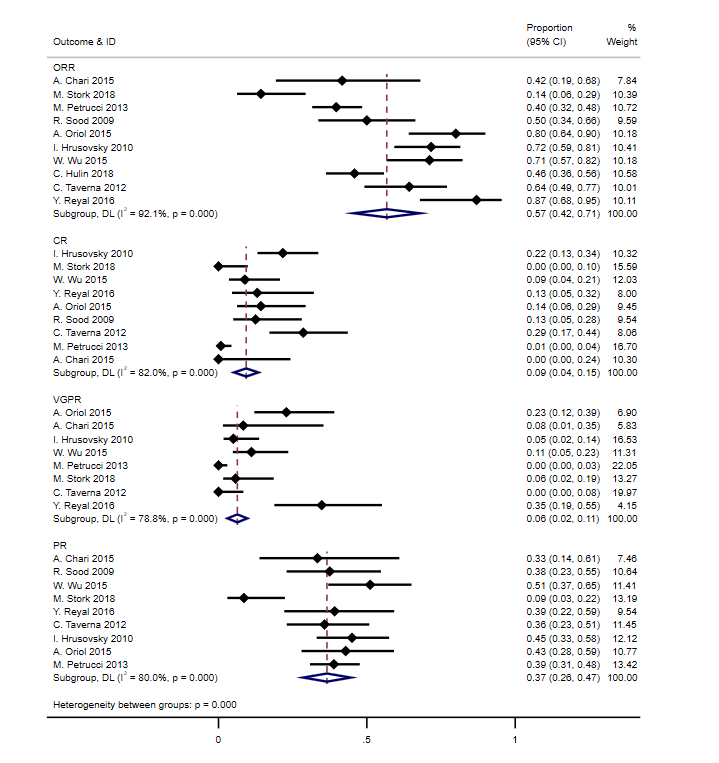 Proportion %
Outcome & ID (95% CI) Weight
ORR
A. Chari 2015 0.42 (0.19, 0.68) 7.84
M. Stork 2018 0.14 (0.06, 0.29) 10.39
M. Petrucci 2013 0.40 (0.32, 0.48) 10.72
R. Sood 2009 0.50 (0.34, 0.66) 9.59
A. Oriol 2015 0.80 (0.64, 0.90) 10.18
I. Hrusovsky 2010 0.72 (0.59, 0.81) 10.41
W. Wu 2015 0.71 (0.57, 0.82) 10.18
C. Hulin 2018 0.46 (0.36, 0.56) 10.58
C. Taverna 2012 0.64 (0.49, 0.77) 10.01
Y. Reyal 2016 0.87 (0.68, 0.95) 10.11
Subgroup, DL (I² = 92.1%, p = 0.000) 0.57 (0.42, 0.71) 100.00
CR
I. Hrusovsky 2010 0.22 (0.13, 0.34) 10.32
M. Stork 2018 0.00 (0.00, 0.10) 15.59
W. Wu 2015 0.09 (0.04, 0.21) 12.03
Y. Reyal 2016 0.13 (0.05, 0.32) 8.00
A. Oriol 2015 0.14 (0.06, 0.29) 9.45
R. Sood 2009 0.13 (0.05, 0.28) 9.54
C. Taverna 2012 0.29 (0.17, 0.44) 8.06
M. Petrucci 2013 0.01 (0.00, 0.04) 16.70
A. Chari 2015 0.00 (0.00, 0.24) 10.30
Subgroup, DL (I² = 82.0%, p = 0.000) 0.09 (0.04, 0.15) 100.00
VGPR
A. Oriol 2015 0.23 (0.12, 0.39) 6.90
A. Chari 2015 0.08 (0.01, 0.35) 5.83
I. Hrusovsky 2010 0.05 (0.02, 0.14) 16.53
W. Wu 2015 0.11 (0.05, 0.23) 11.31
M. Petrucci 2013 0.00 (0.00, 0.03) 22.05
M. Stork 2018 0.06 (0.02, 0.19) 13.27
C. Taverna 2012 0.00 (0.00, 0.08) 19.97
Y. Reyal 2016 0.35 (0.19, 0.55) 4.15
Subgroup, DL (I² = 78.8%, p = 0.000) 0.06 (0.02, 0.11) 100.00
PR
A. Chari 2015 0.33 (0.14, 0.61) 7.46
R. Sood 2009 0.38 (0.23, 0.55) 10.64
W. Wu 2015 0.51 (0.37, 0.65) 11.41
M. Stork 2018 0.09 (0.03, 0.22) 13.19
Y. Reyal 2016 0.39 (0.22, 0.59) 9.54
C. Taverna 2012 0.36 (0.23, 0.51) 11.45
I. Hrusovsky 2010 0.45 (0.33, 0.58) 12.12
A. Oriol 2015 0.43 (0.28, 0.59) 10.77
M. Petrucci 2013 0.39 (0.31, 0.48) 13.42
Subgroup, DL (I² = 80.0%, p = 0.000) 0.37 (0.26, 0.47) 100.00
Heterogeneity between groups: p = 0.000
0 .5 1